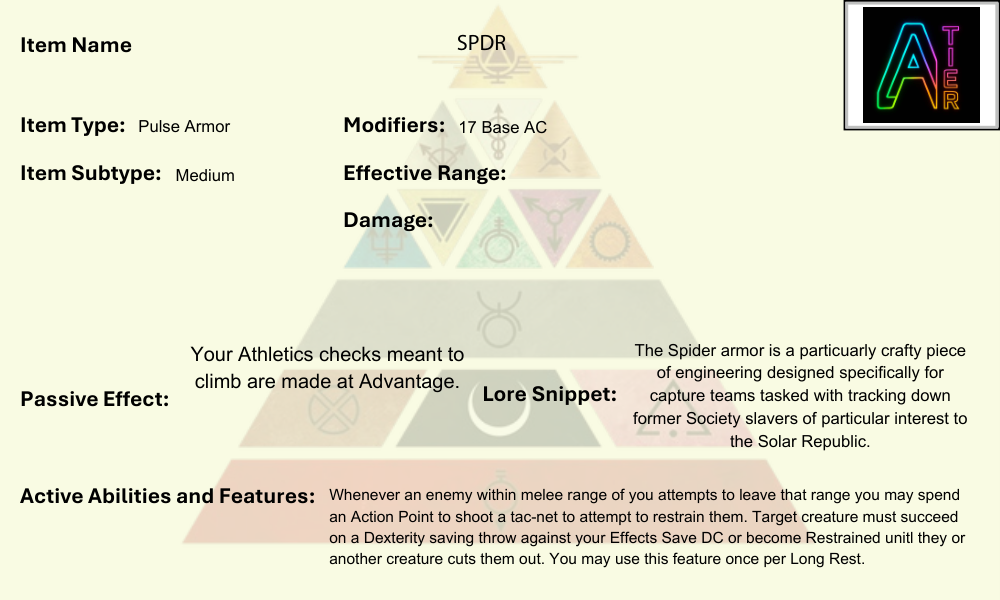 Item Name
SPDR
A TIER
Item Type: Pulse Armor
Modifiers: 17 Base AC
Item Subtype: Medium
Effective Range:
Damage:
Passive Effect:
Your Athletics checks meant to
climb are made at Advantage.
Lore Snippet:
The Spider armor is a particuarly crafty piece
of engineering designed specifically for
capture teams tasked with tracking down
former Society slavers of particular interest to
the Solar Republic.
Active Abilities and Features:
Whenever an enemy within melee range of you attempts to leave that range you may spend
an Action Point to shoot a tac-net to attempt to restrain them. Target creature must succeed
on a Dexterity saving throw against your Effects Save DC or become Restrained unitl they or
another creature cuts them out. You may use this feature once per Long Rest.